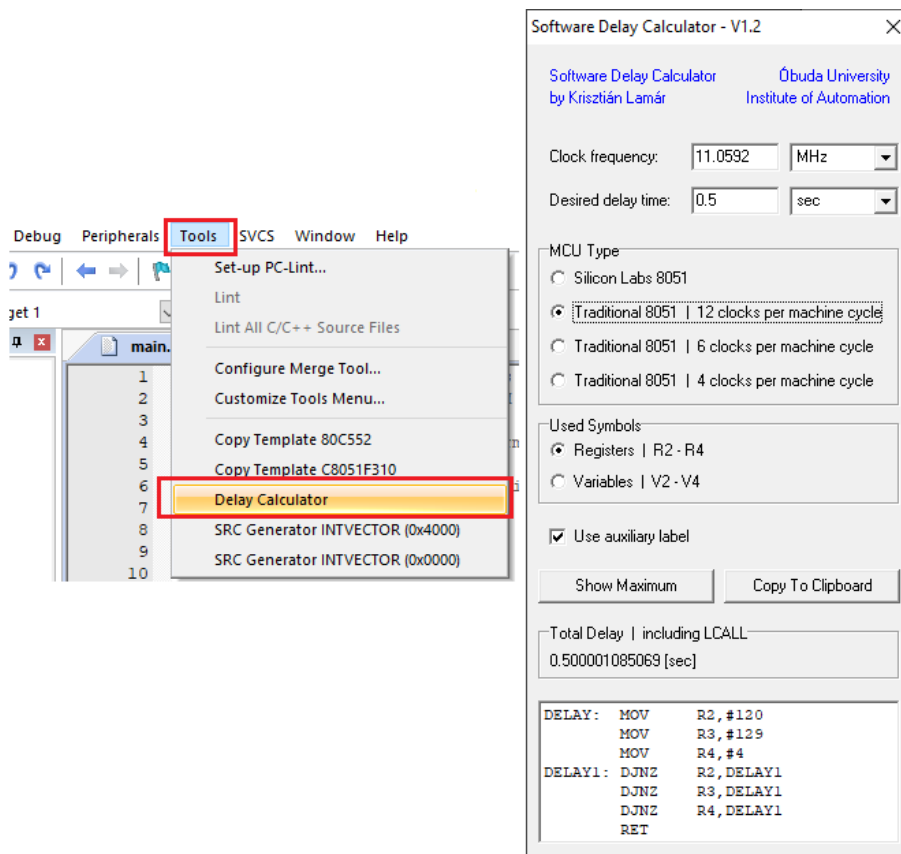 Debug Peripherals Tools SVCS Window Help
Set-up PC-Lint...
get 1
Lint
Lint All C/C++ Source Files
main.
1
Configure Merge Tool...
2
Customize Tools Menu...
3
4
Copy Template 80C552
5
Copy Template C8051F310
6
Delay Calculator
7
8
SRC Generator INTVECTOR (0x4000)
9
SRC Generator INTVECTOR (0x0000)
10
Software Delay Calculator - V1.2
Software Delay Calculator Óbuda University
by Krisztián Lamár Institute of Automation
Clock frequency: 11.0592 MHz
Desired delay time: 0.5 sec
MCU Type
Silicon Labs 8051
Traditional 8051 | 12 clocks per machine cycle
Traditional 8051 | 6 clocks per machine cycle
Traditional 8051 | 4 clocks per machine cycle
Used Symbols
Registers | R2 - R4
Variables | V2 - V4
Use auxiliary label
Show Maximum Copy To Clipboard
Total Delay | including LCALL
0.500001085069 [sec]
DELAY: MOV R2,#120
MOV R3,#129
MOV R4,#4
DELAY1: DJNZ R2,DELAY1
DJNZ R3,DELAY1
DJNZ R4,DELAY1
RET